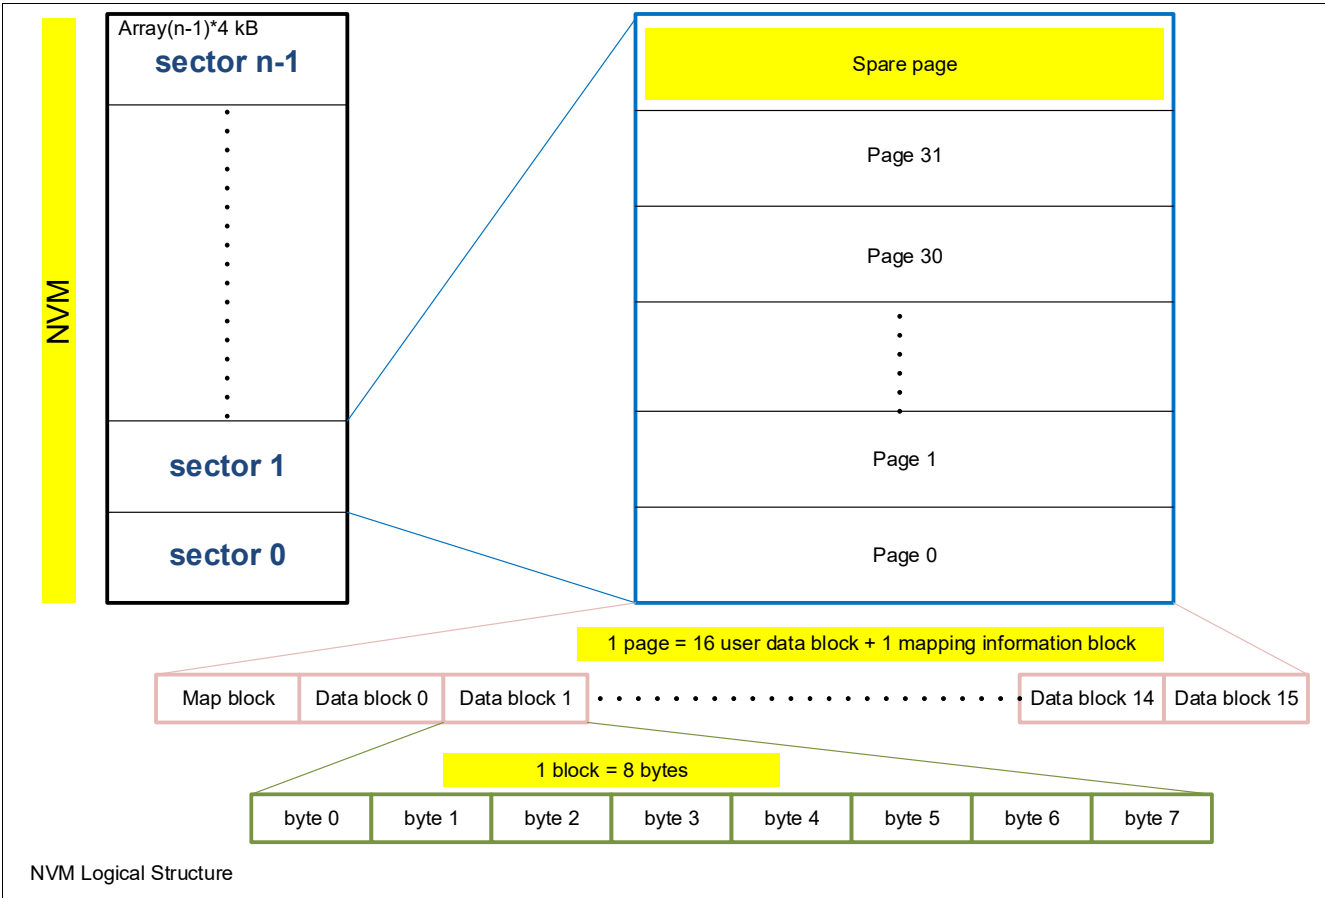 Array(n-1)*4 kB
sector n-1
sector 1
sector 0
NVM
Spare page
Page 31
Page 30
Page 1
Page 0
1 page = 16 user data block + 1 mapping information block
Map block
Data block 0
Data block 1
Data block 14
Data block 15
1 block = 8 bytes
byte 0
byte 1
byte 2
byte 3
byte 4
byte 5
byte 6
byte 7
NVM Logical Structure